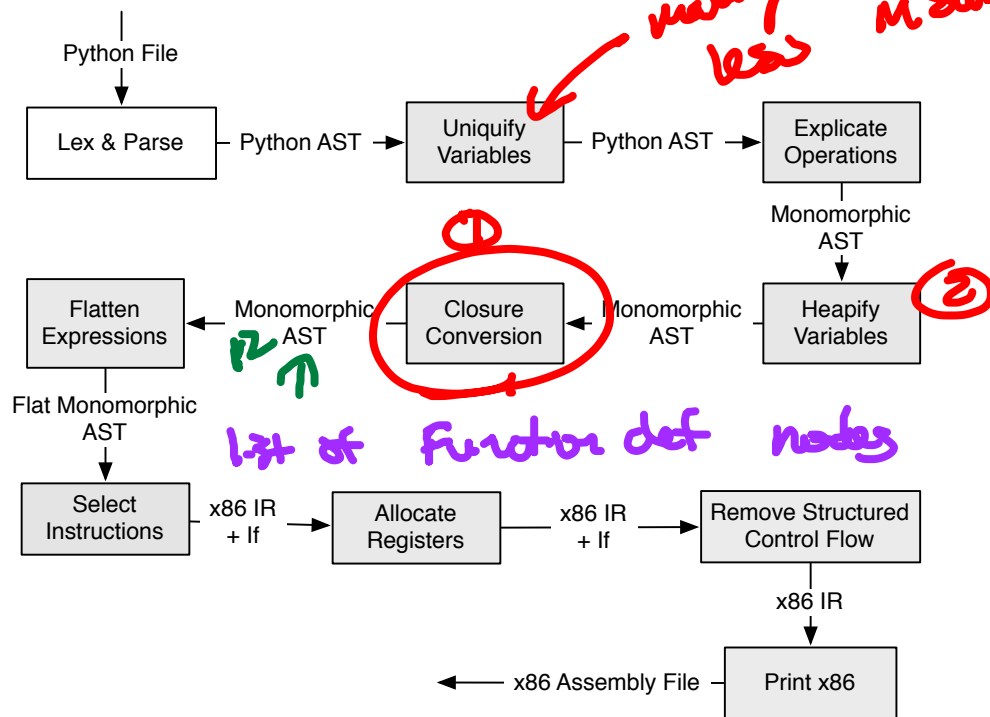 less
Python File
Lex & Parse
Python AST
Uniquify
Variables
Python AST
Explicate
Operations
Monomorphic
AST
①
②
Flatten
Expressions
Monomorphic
AST
Closure
Conversion
Monomorphic
AST
Heapify
Variables
Flat Monomorphic
AST
list of Function def nodes
Select
Instructions
x86 IR
+ If
Allocate
Registers
x86 IR
+ If
Remove Structured
Control Flow
x86 IR
x86 Assembly File
Print x86